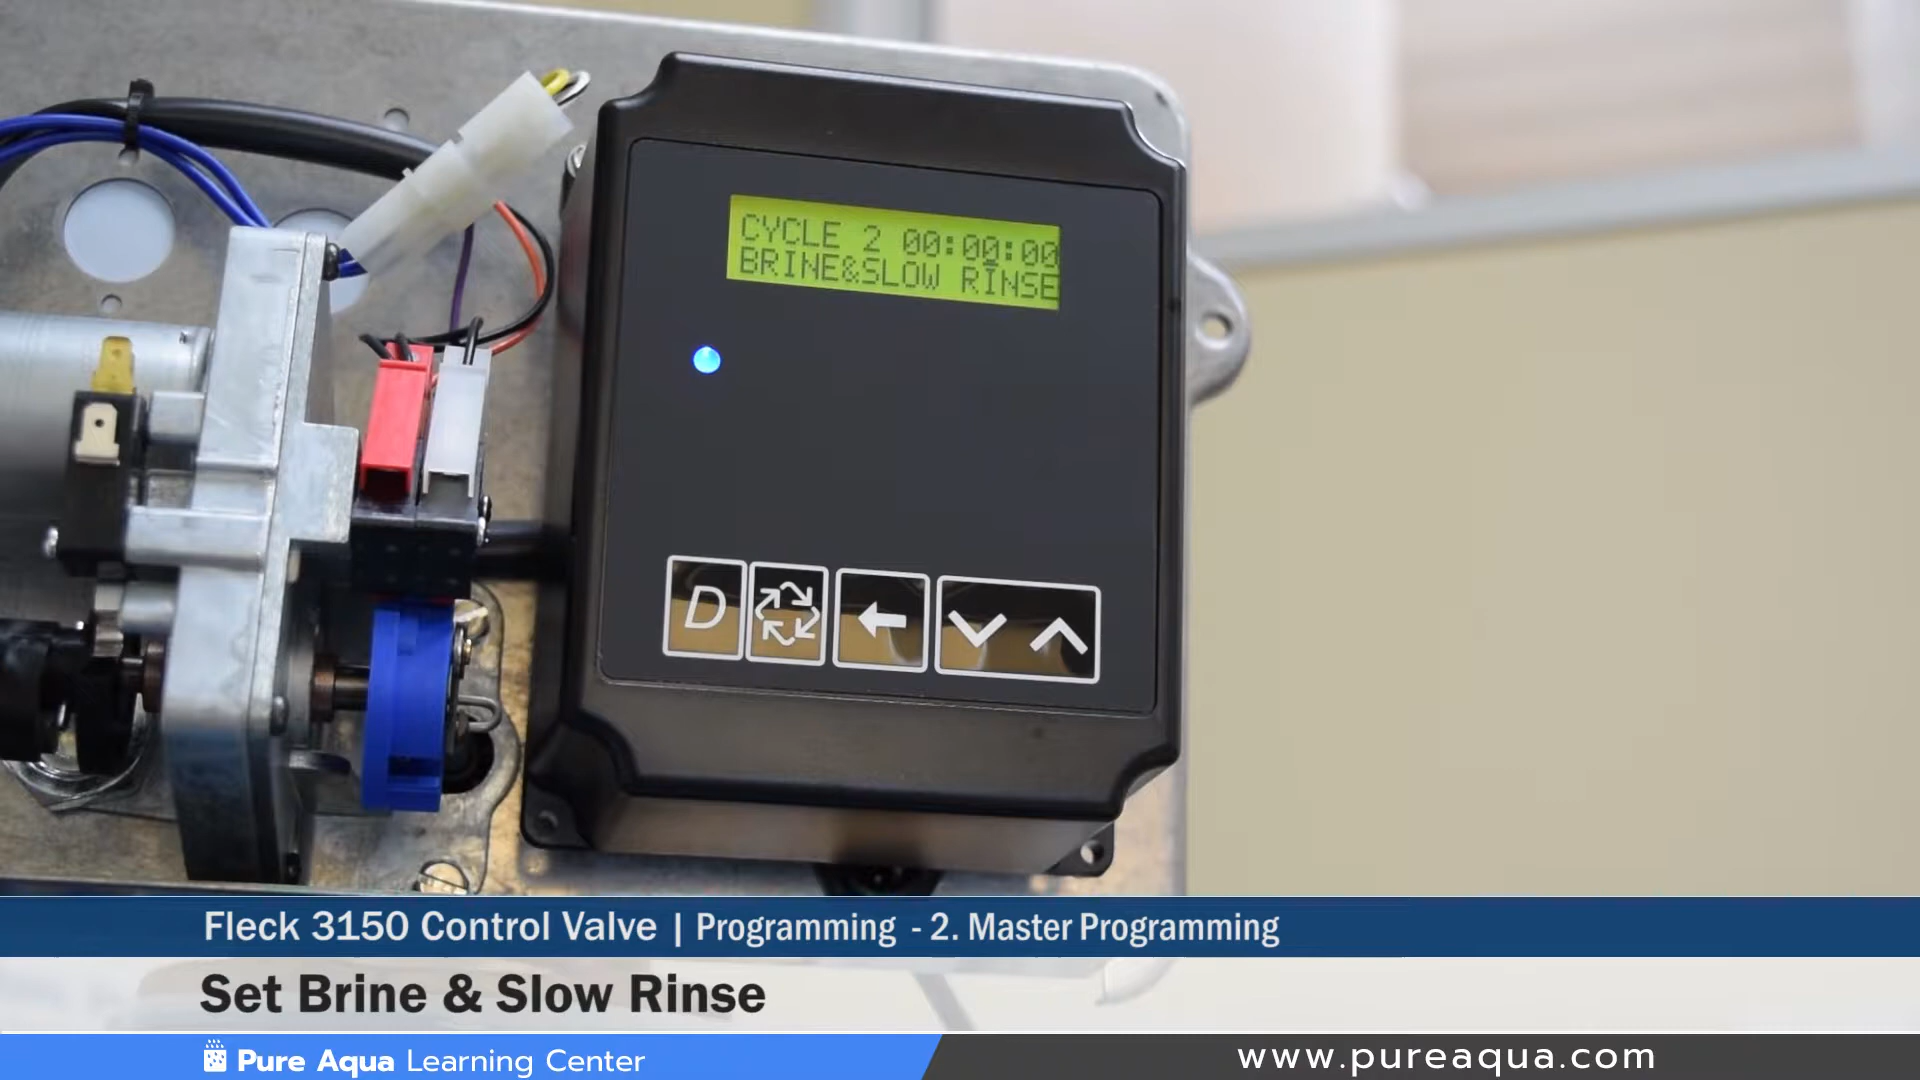 CYCLE 2 00:00:00
BRINE&SLOW RINSE
D
Fleck 3150 Control Valve | Programming - 2. Master Programming
Set Brine & Slow Rinse
Pure Aqua Learning Center
www.pureaqua.com